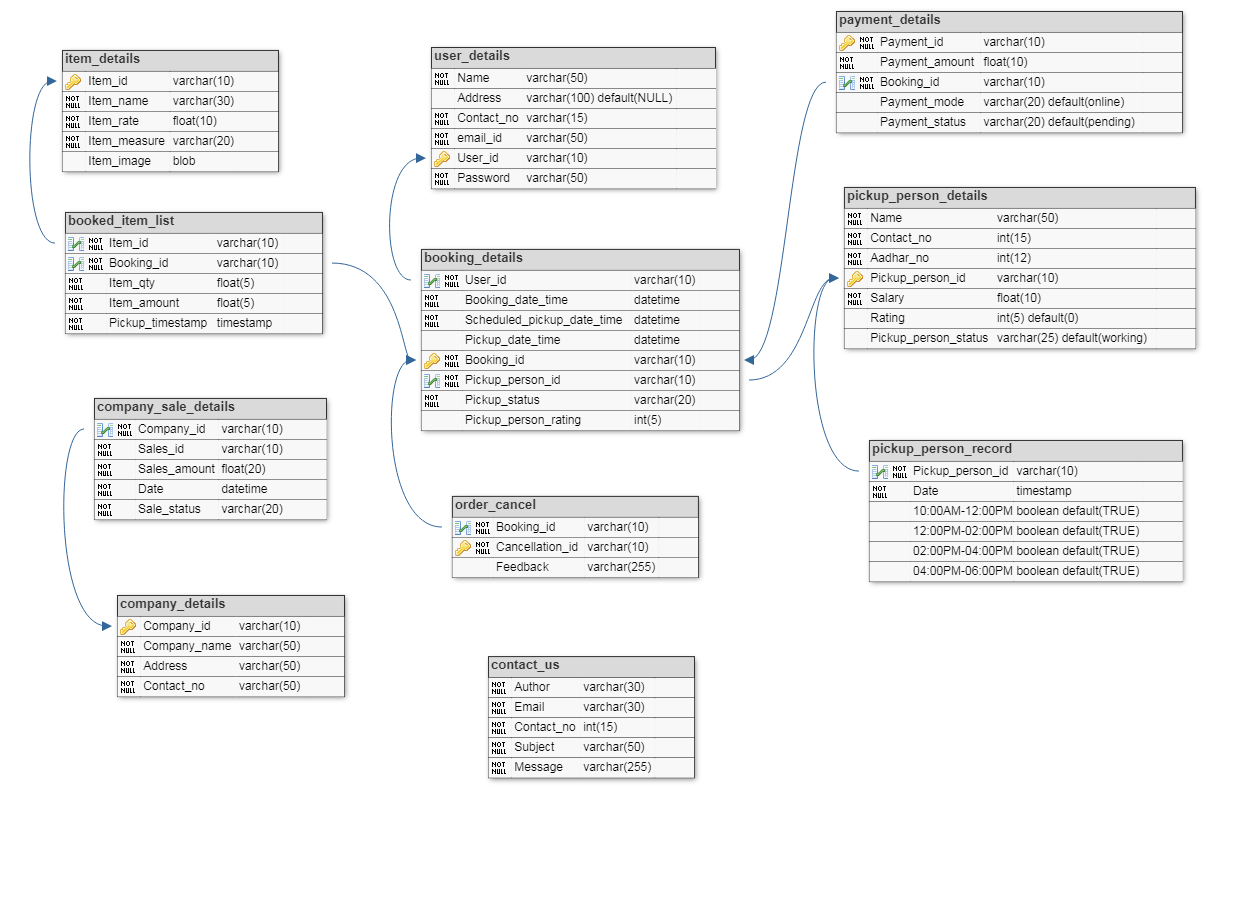 item_details
Item_id varchar(10)
NOT NULL Item_name varchar(30)
NOT NULL Item_rate float(10)
NOT NULL Item_measure varchar(20)
Item_image blob
booked_item_list
NOT NULL Item_id varchar(10)
NOT NULL Booking_id varchar(10)
NOT NULL Item_qty float(5)
NOT NULL Item_amount float(5)
NOT NULL Pickup_timestamp timestamp
company_sale_details
NOT NULL Company_id varchar(10)
NOT NULL Sales_id varchar(10)
NOT NULL Sales_amount float(20)
NOT NULL Date datetime
NOT NULL Sale_status varchar(20)
company_details
Company_id varchar(10)
NOT NULL Company_name varchar(50)
NOT NULL Address varchar(50)
NOT NULL Contact_no varchar(50)
user_details
NOT NULL Name varchar(50)
Address varchar(100) default(NULL)
NOT NULL Contact_no varchar(15)
NOT NULL email_id varchar(50)
User_id varchar(10)
NOT NULL Password varchar(50)
booking_details
NOT NULL User_id varchar(10)
NOT NULL Booking_date_time datetime
NOT NULL Scheduled_pickup_date_time datetime
Pickup_date_time datetime
NOT NULL Booking_id varchar(10)
NOT NULL Pickup_person_id varchar(10)
NOT NULL Pickup_status varchar(20)
Pickup_person_rating int(5)
order_cancel
NOT NULL Booking_id varchar(10)
NOT NULL Cancellation_id varchar(10)
Feedback varchar(255)
contact_us
NOT NULL Author varchar(30)
NOT NULL Email varchar(30)
NOT NULL Contact_no int(15)
NOT NULL Subject varchar(50)
NOT NULL Message varchar(255)
payment_details
NOT NULL Payment_id varchar(10)
NOT NULL Payment_amount float(10)
NOT NULL Booking_id varchar(10)
Payment_mode varchar(20) default(online)
Payment_status varchar(20) default(pending)
pickup_person_details
NOT NULL Name varchar(50)
NOT NULL Contact_no int(15)
NOT NULL Aadhar_no int(12)
Pickup_person_id varchar(10)
NOT NULL Salary float(10)
Rating int(5) default(0)
Pickup_person_status varchar(25) default(working)
pickup_person_record
NOT NULL Pickup_person_id varchar(10)
NOT NULL Date timestamp
10:00AM-12:00PM boolean default(TRUE)
12:00PM-02:00PM boolean default(TRUE)
02:00PM-04:00PM boolean default(TRUE)
04:00PM-06:00PM boolean default(TRUE)